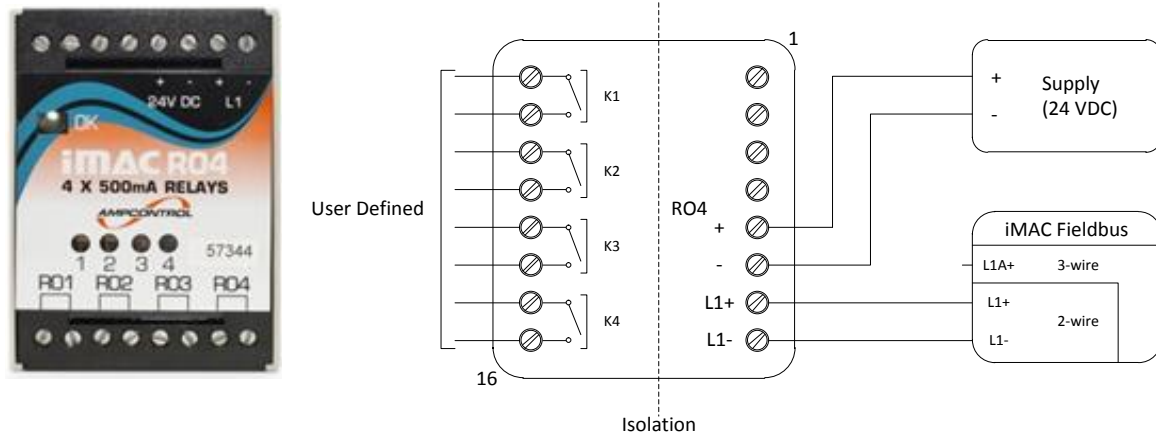 + - + -
24V DC L1
OK
iMAC RO4
4 X 500mA RELAYS
AMPCONTROL
57344
1 2 3 4
RO1 RO2 RO3 RO4
1
K1
K2
K3
K4
User Defined
RO4
+
-
L1+
L1-
16
Isolation
+
-
Supply
(24 VDC)
iMAC Fieldbus
L1A+ 3-wire
L1+
2-wire
L1-